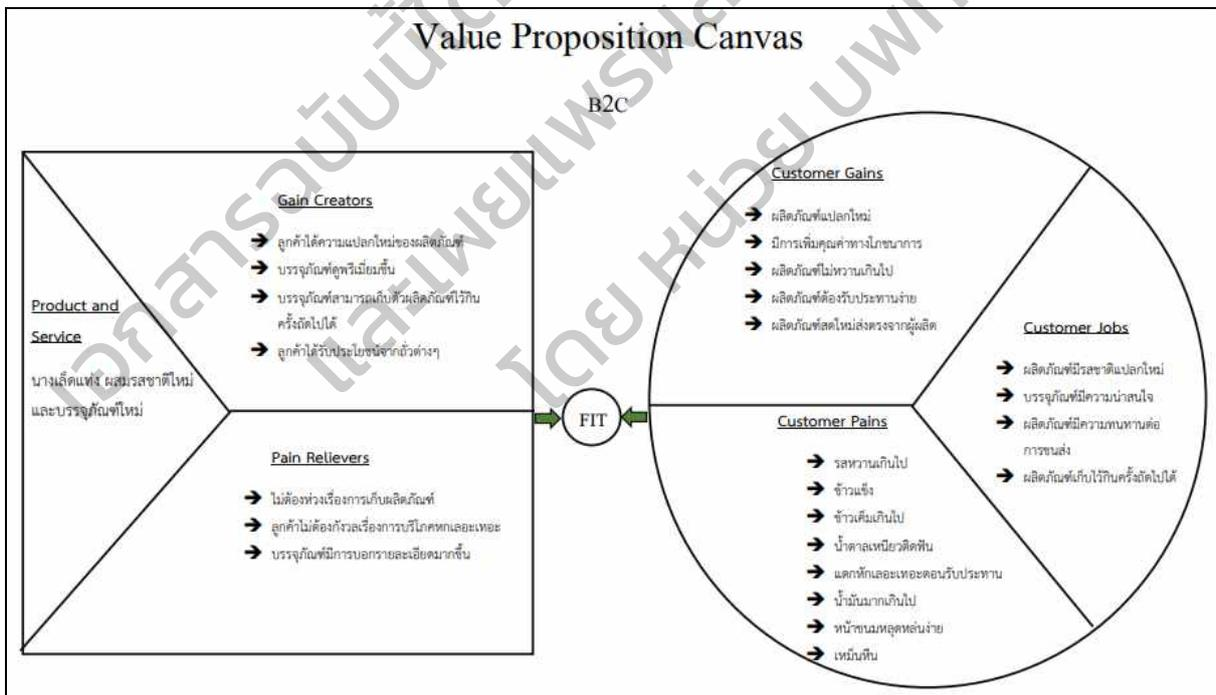 Value Proposition Canvas
B2C
Product and
Service
นางเล็ดแท่ง ผสมรสชาติใหม่
และบรรจุภัณฑ์ใหม่
Gain Creators
➔ ลูกค้าได้ความแปลกใหม่ของผลิตภัณฑ์
➔ บรรจุภัณฑ์ดูพรีเมี่ยมขึ้น
➔ บรรจุภัณฑ์สามารถเก็บตัวผลิตภัณฑ์ไว้กิน
ครั้งถัดไปได้
➔ ลูกค้าได้รับประโยชน์จากถั่วต่างๆ
Pain Relievers
➔ ไม่ต้องห่วงเรื่องการเก็บผลิตภัณฑ์
➔ ลูกค้าไม่ต้องกังวลเรื่องการบริโภคหกเลอะเทอะ
➔ บรรจุภัณฑ์มีการบอกรายละเอียดมากขึ้น
FIT
Customer Gains
➔ ผลิตภัณฑ์แปลกใหม่
➔ มีการเพิ่มคุณค่าทางโภชนาการ
➔ ผลิตภัณฑ์ไม่หวานเกินไป
➔ ผลิตภัณฑ์ต้องรับประทานง่าย
➔ ผลิตภัณฑ์สดใหม่ส่งตรงจากผู้ผลิต
Customer Jobs
➔ ผลิตภัณฑ์มีรสชาติแปลกใหม่
➔ บรรจุภัณฑ์มีความน่าสนใจ
➔ ผลิตภัณฑ์มีความทนทานต่อ
การขนส่ง
➔ ผลิตภัณฑ์เก็บไว้กินครั้งถัดไปได้
Customer Pains
➔ รสหวานเกินไป
➔ ข้าวแข็ง
➔ ข้าวเค็มเกินไป
➔ น้ำตาลเหนียวติดฟัน
➔ แตกหักเลอะเทอะตอนรับประทาน
➔ น้ำมันมากเกินไป
➔ หน้าขนมหลุดหล่นง่าย
➔ เหม็นหืน
และเผยแพร่
โดย หน่วย